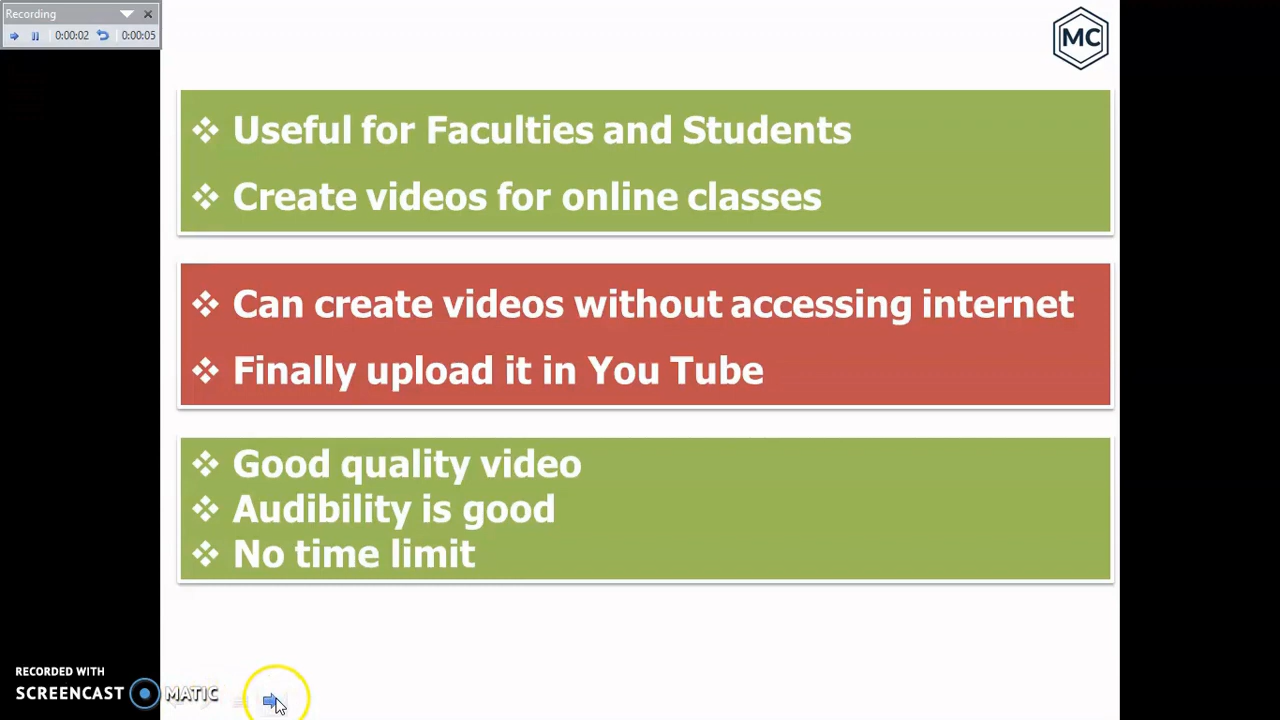 Recording
0:00:02 0:00:05
MC
Useful for Faculties and Students
Create videos for online classes
Can create videos without accessing internet
Finally upload it in You Tube
Good quality video
Audibility is good
No time limit
RECORDED WITH
SCREENCAST MATIC